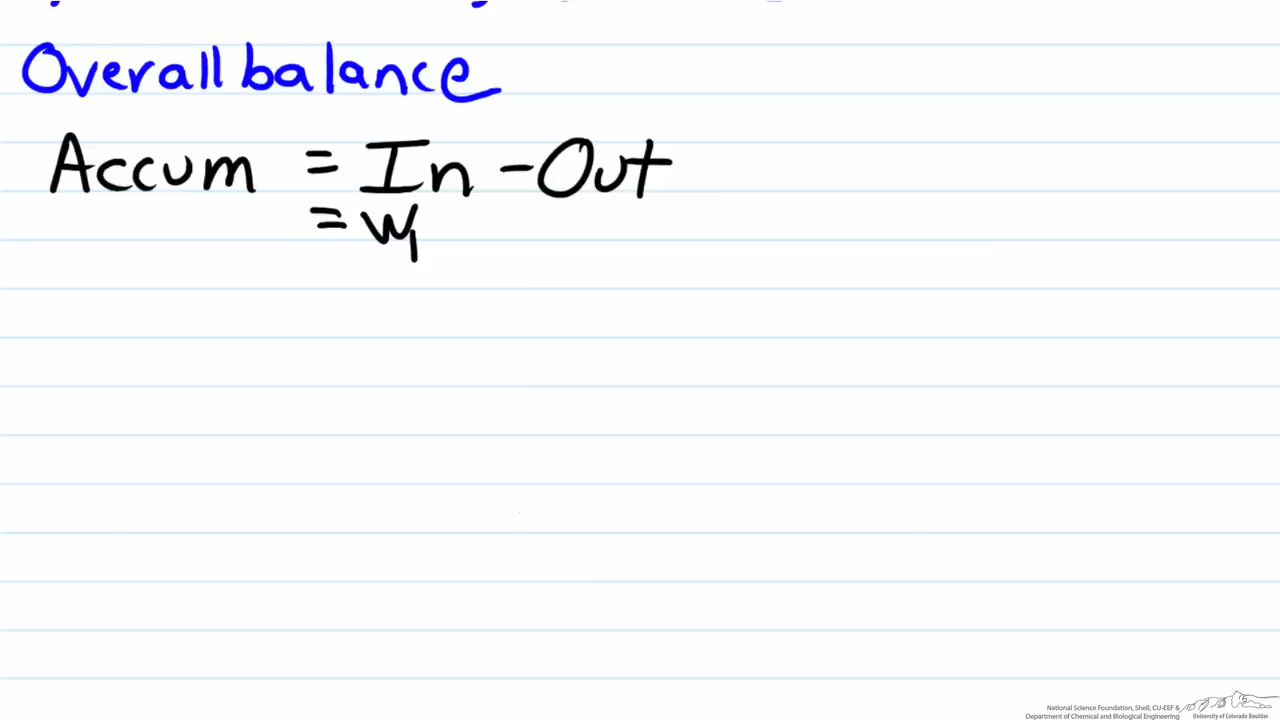 Overall balance
Accum = In - Out
= W₁
National Science Foundation, Shell, CU-EEF &
Department of Chemical and Biological Engineering
University of Colorado Boulder